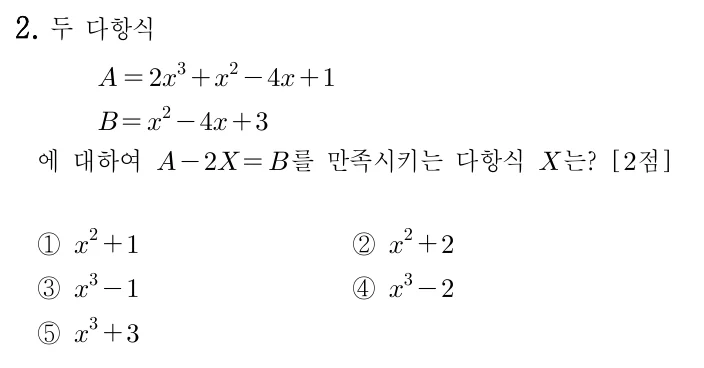 2. 두 다항식
A=2x³+x²-4x+1
B=x²-4x+3
에 대하여 A-2X=B를 만족시키는 다항식 X는? [2점]
① x²+1 ② x²+2
③ x³-1 ④ x³-2
⑤ x³+3